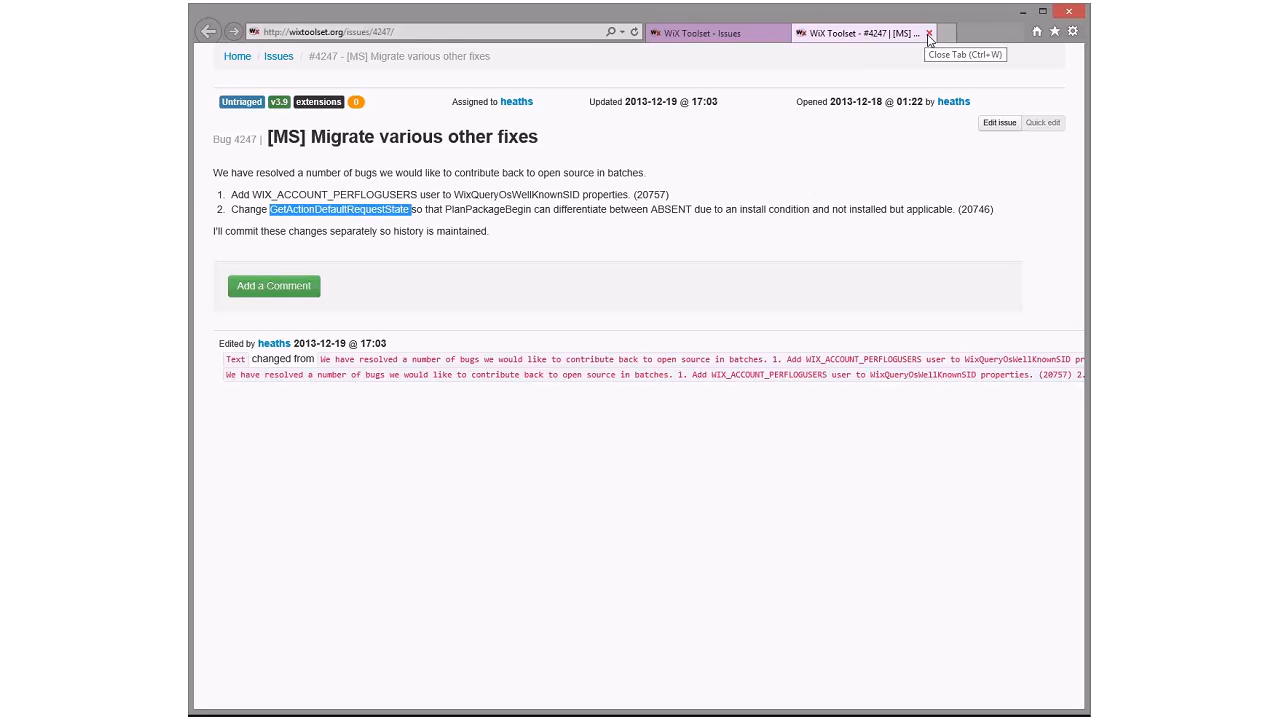 http://wixtoolset.org/issues/4247/
WiX Toolset - Issues
WiX Toolset - #4247 | [MS] ...
Close Tab (Ctrl+W)
Home Issues #4247 - [MS] Migrate various other fixes
Untriaged v3.9 extensions 0 Assigned to heaths Updated 2013-12-19 @ 17:03 Opened 2013-12-18 @ 01:22 by heaths
Edit issue Quick edit
Bug 4247 | [MS] Migrate various other fixes
We have resolved a number of bugs we would like to contribute back to open source in batches.
1. Add WIX_ACCOUNT_PERFLOGUSERS user to WixQueryOsWellKnownSID properties. (20757)
2. Change GetActionDefaultRequestState so that PlanPackageBegin can differentiate between ABSENT due to an install condition and not installed but applicable. (20746)
I'll commit these changes separately so history is maintained.
Add a Comment
Edited by heaths 2013-12-19 @ 17:03
Text changed from We have resolved a number of bugs we would like to contribute back to open source in batches. 1. Add WIX_ACCOUNT_PERFLOGUSERS user to WixQueryOsWellKnownSID pr
We have resolved a number of bugs we would like to contribute back to open source in batches. 1. Add WIX_ACCOUNT_PERFLOGUSERS user to WixQueryOsWellKnownSID properties. (20757) 2.